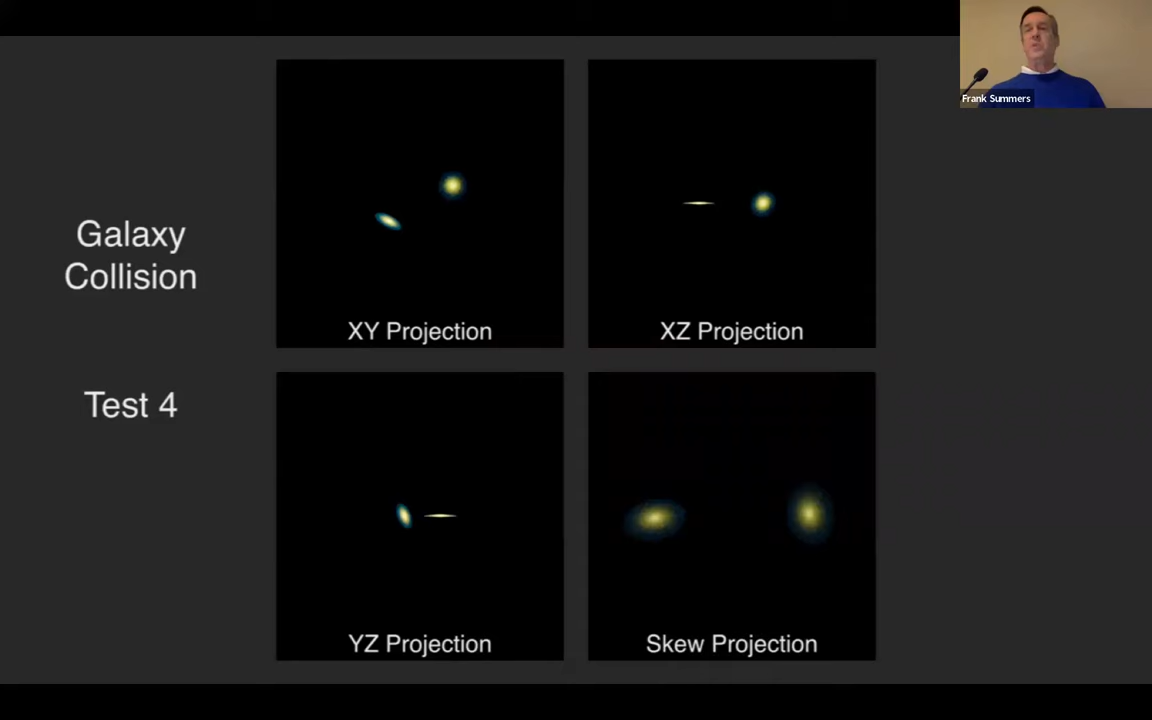 Frank Summers
Galaxy
Collision
Test 4
XY Projection
XZ Projection
YZ Projection
Skew Projection